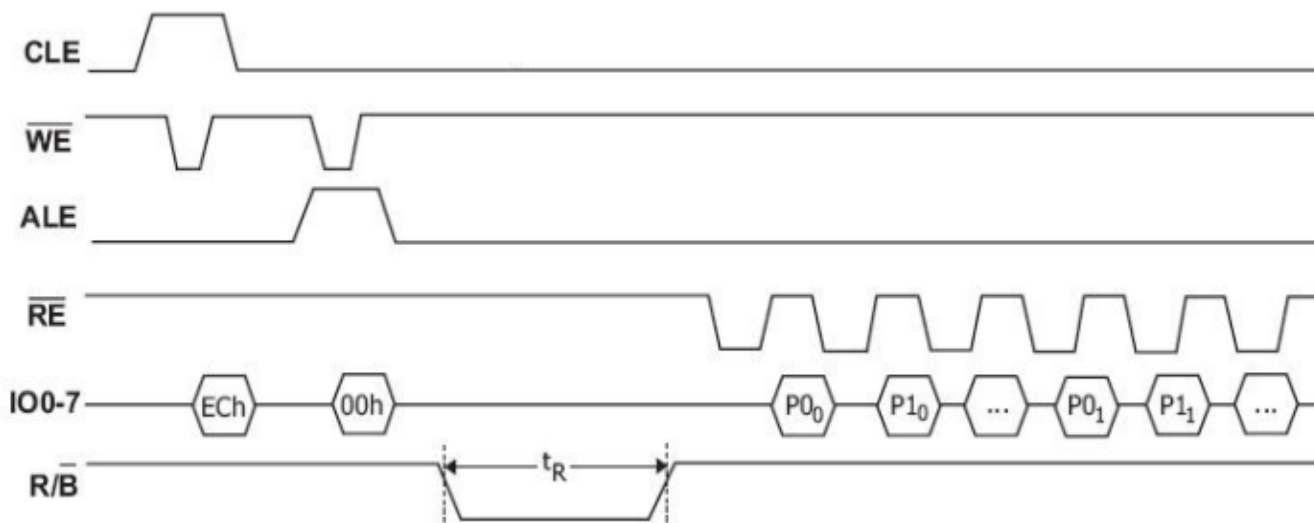 CLE
WE
ALE
RE
IO0-7 ECh 00h P0₀ P1₀ ... P0₁ P1₁ ...
R/B tR